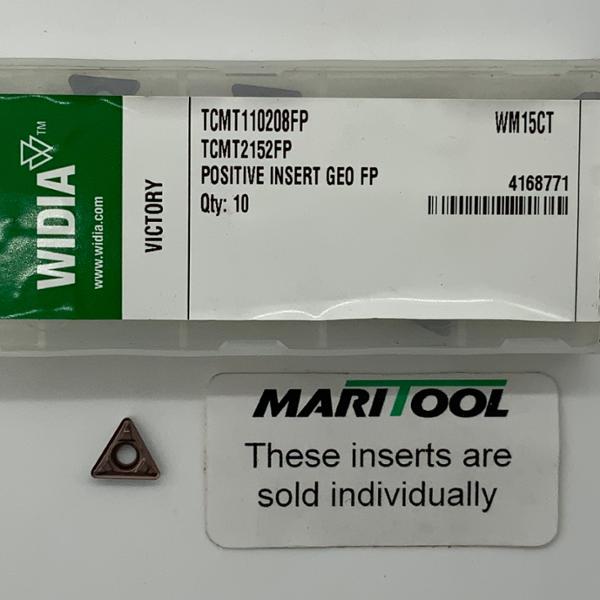 WIDIA™
www.widia.com
VICTORY
TCMT110208FP
TCMT2152FP
POSITIVE INSERT GEO FP
Qty: 10
WM15CT
4168771
MARITOOL
These inserts are
sold individually